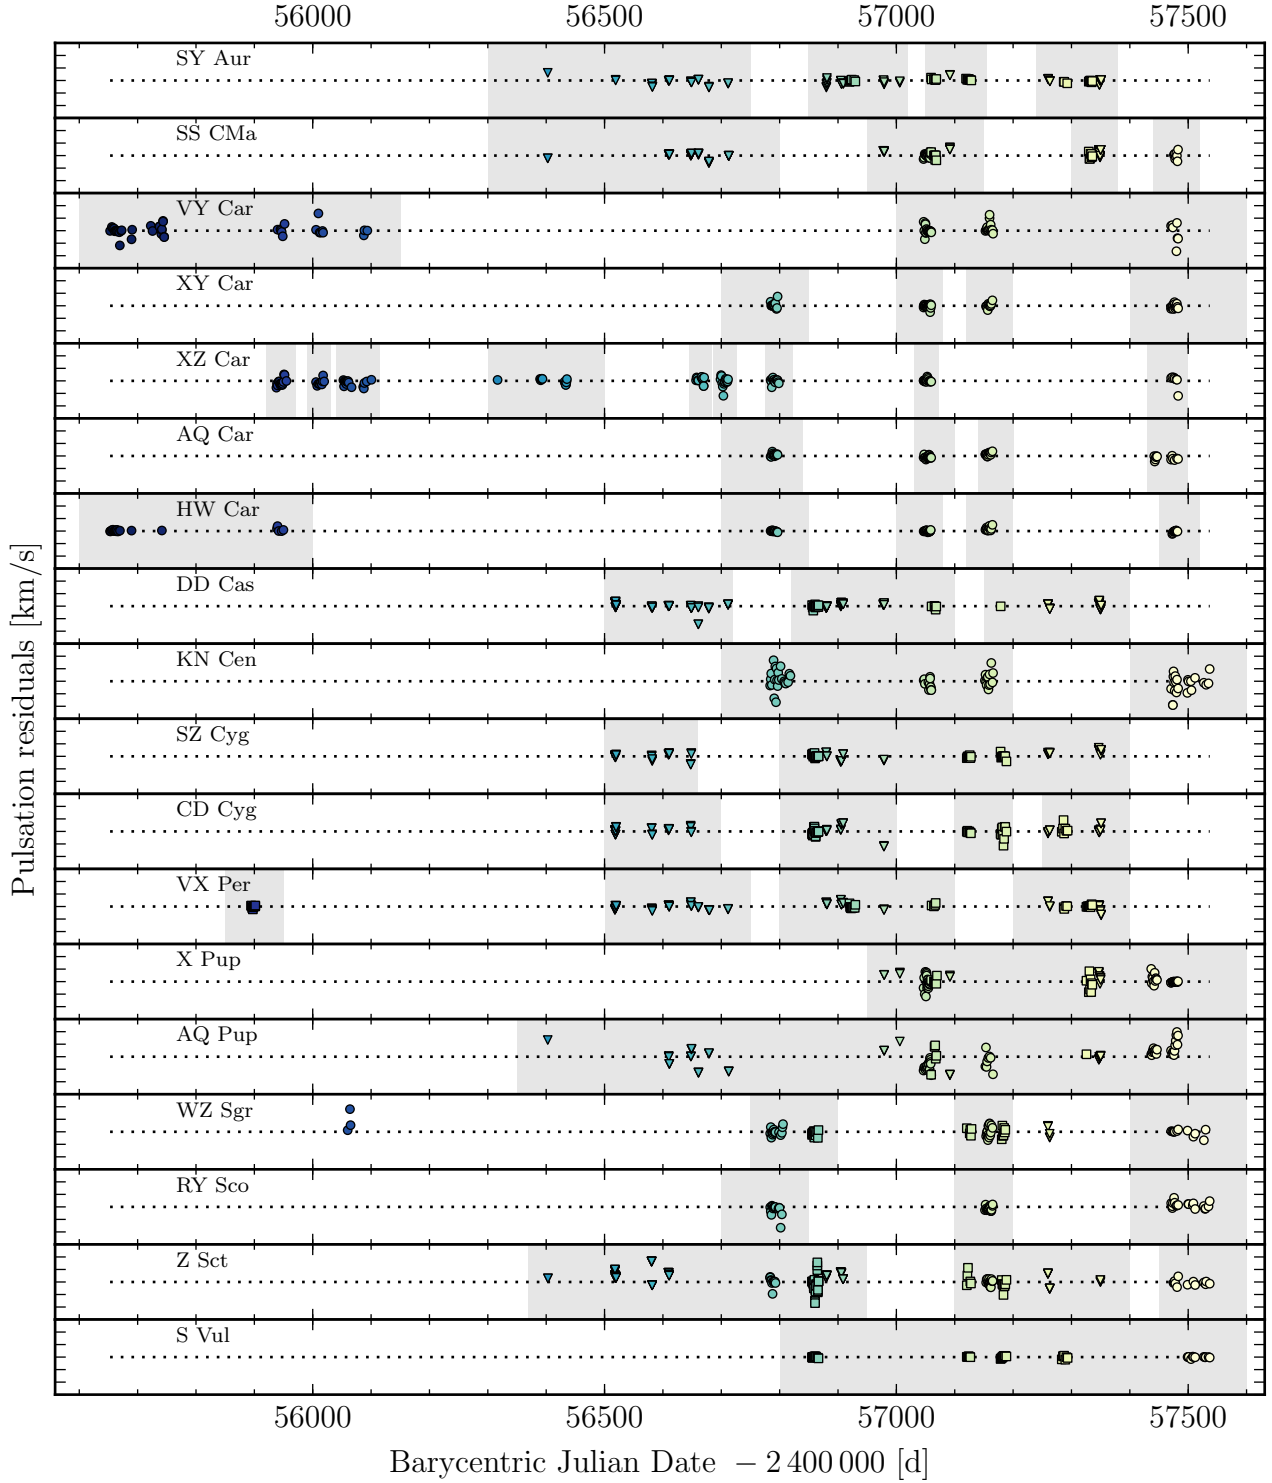 56000 56500 57000 57500
SY Aur
SS CMa
VY Car
XY Car
XZ Car
AQ Car
HW Car
DD Cas
KN Cen
SZ Cyg
CD Cyg
VX Per
X Pup
AQ Pup
WZ Sgr
RY Sco
Z Sct
S Vul
Pulsation residuals [km/s]
56000 56500 57000 57500
Barycentric Julian Date − 2 400 000 [d]